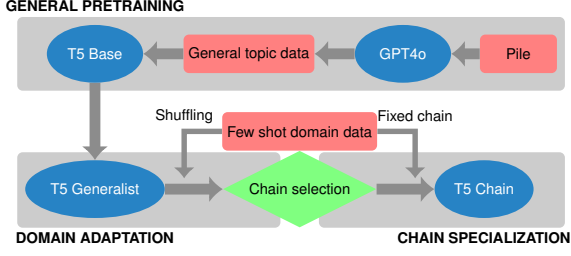 GENERAL PRETRAINING
T5 Base
General topic data
GPT4o
Pile
Shuffling
Few shot domain data
Fixed chain
T5 Generalist
Chain selection
T5 Chain
DOMAIN ADAPTATION
CHAIN SPECIALIZATION